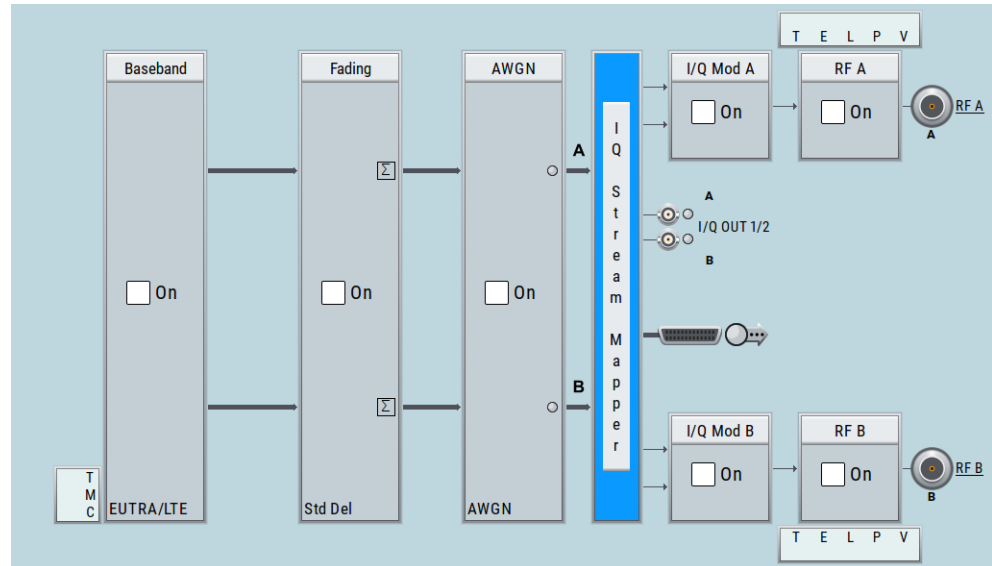 T E L P V
Baseband
Fading
AWGN
I/Q Mod A
RF A
On
On
RF A
A
A
Σ
I
Q
S
t
r
e
a
m
M
a
p
p
e
r
A
I/Q OUT 1/2
B
On
On
On
B
Σ
I/Q Mod B
RF B
On
On
RF B
B
T
M
C
EUTRA/LTE
Std Del
AWGN
T E L P V